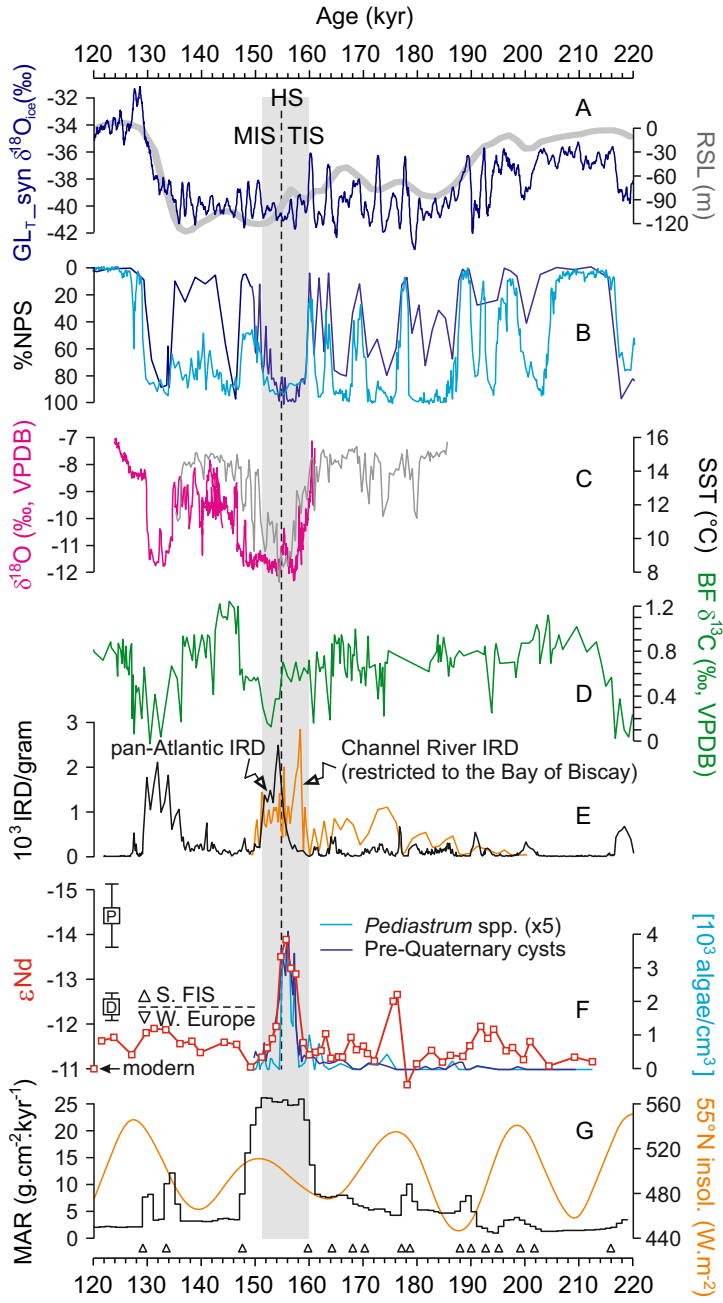 Age (kyr)
120 130 140 150 160 170 180 190 200 210 220
GL_T_syn δ¹⁸O_ice(‰)
-32
-34
-36
-38
-40
-42
HS
MIS TIS
A
0
-30
-60
-90
-120
RSL (m)
%NPS
0
20
40
60
80
100
B
δ¹⁸O (‰, VPDB)
-7
-8
-9
-10
-11
-12
C
16
14
12
10
8
SST (°C)
D
1.2
0.8
0.4
0
BF δ¹³C (‰, VPDB)
10³ IRD/gram
3
2
1
0
pan-Atlantic IRD
Channel River IRD
(restricted to the Bay of Biscay)
E
εNd
-15
-14
-13
-12
-11
P
D
S. FIS
W. Europe
modern
Pediastrum spp. (x5)
Pre-Quaternary cysts
F
4
3
2
1
0
[10³ algae/cm³]
MAR (g.cm⁻².kyr⁻¹)
25
20
15
10
5
0
G
560
520
480
440
55°N insol. (W.m⁻²)
120 130 140 150 160 170 180 190 200 210 220